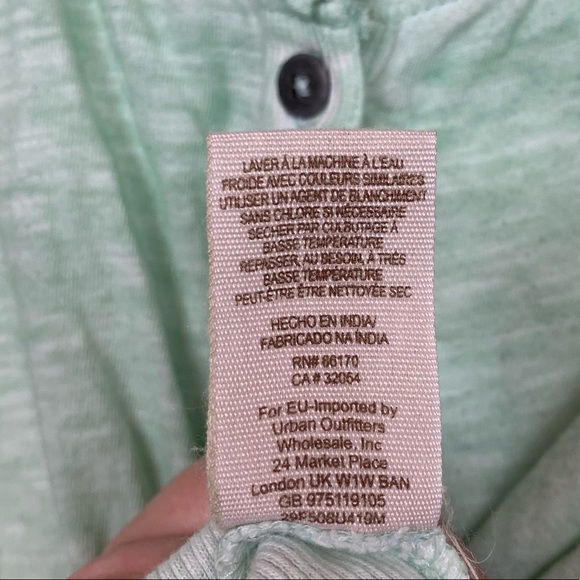 LAVER À LA MACHINE À L'EAU
FROIDE AVEC COULEURS SIMILAIRES
UTILISER UN AGENT DE BLANCHIMENT
SANS CHLORE SI NÉCESSAIRE
SECHER PAR CULBUTAGE À
BASSE TEMPÉRATURE
REPASSER, AU BESOIN, À TRÈS
BASSE TEMPÉRATURE
PEUT-ÊTRE ÊTRE NETTOYÉE SEC
HECHO EN INDIA/
FABRICADO NA ÍNDIA
RN# 66170
CA # 32054
For EU-Imported by
Urban Outfitters
Wholesale, Inc
24 Market Place
London UK W1W BAN
GB 975119105